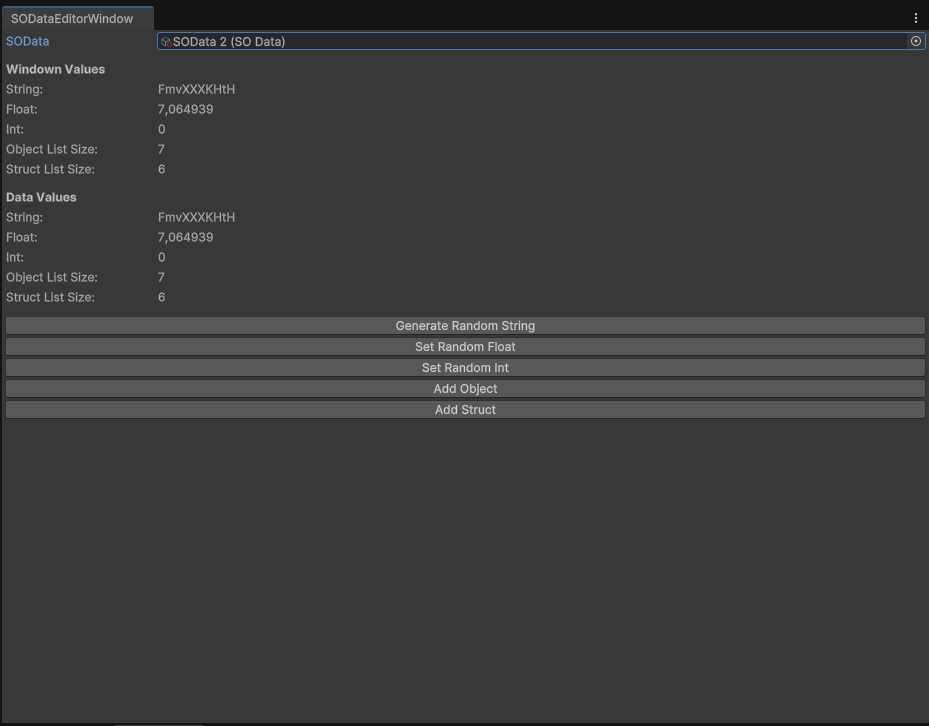 SODataEditorWindow
SOData SOData 2 (SO Data)
Windown Values
String: FmvXXXKHtH
Float: 7,064939
Int: 0
Object List Size: 7
Struct List Size: 6
Data Values
String: FmvXXXKHtH
Float: 7,064939
Int: 0
Object List Size: 7
Struct List Size: 6
Generate Random String
Set Random Float
Set Random Int
Add Object
Add Struct